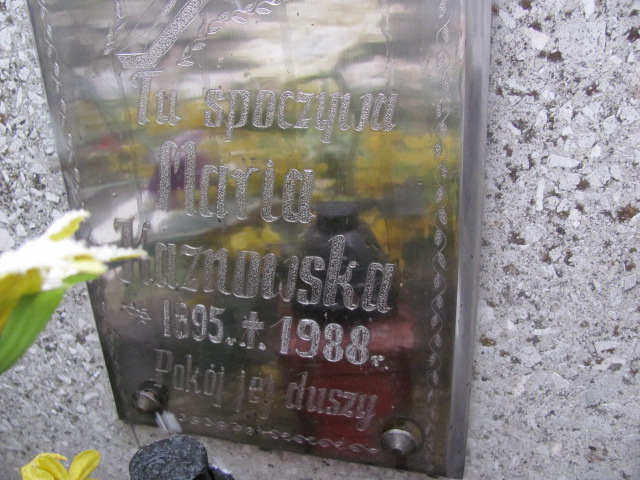 Tu spoczywa
Maria
Kaznowska
* 1895. ✝. 1988 r.
Pokój jej duszy